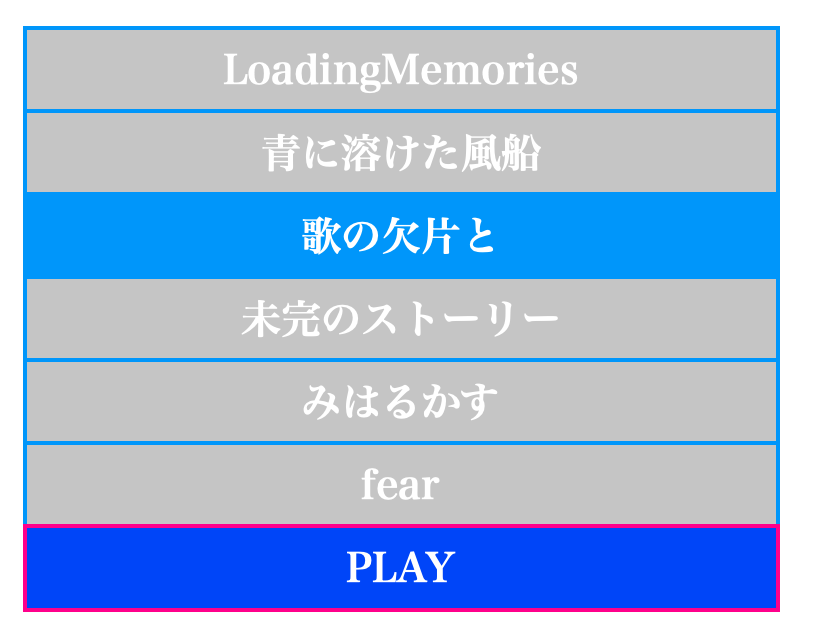 LoadingMemories
青に溶けた風船
歌の欠片と
未完のストーリー
みはるかす
fear
PLAY